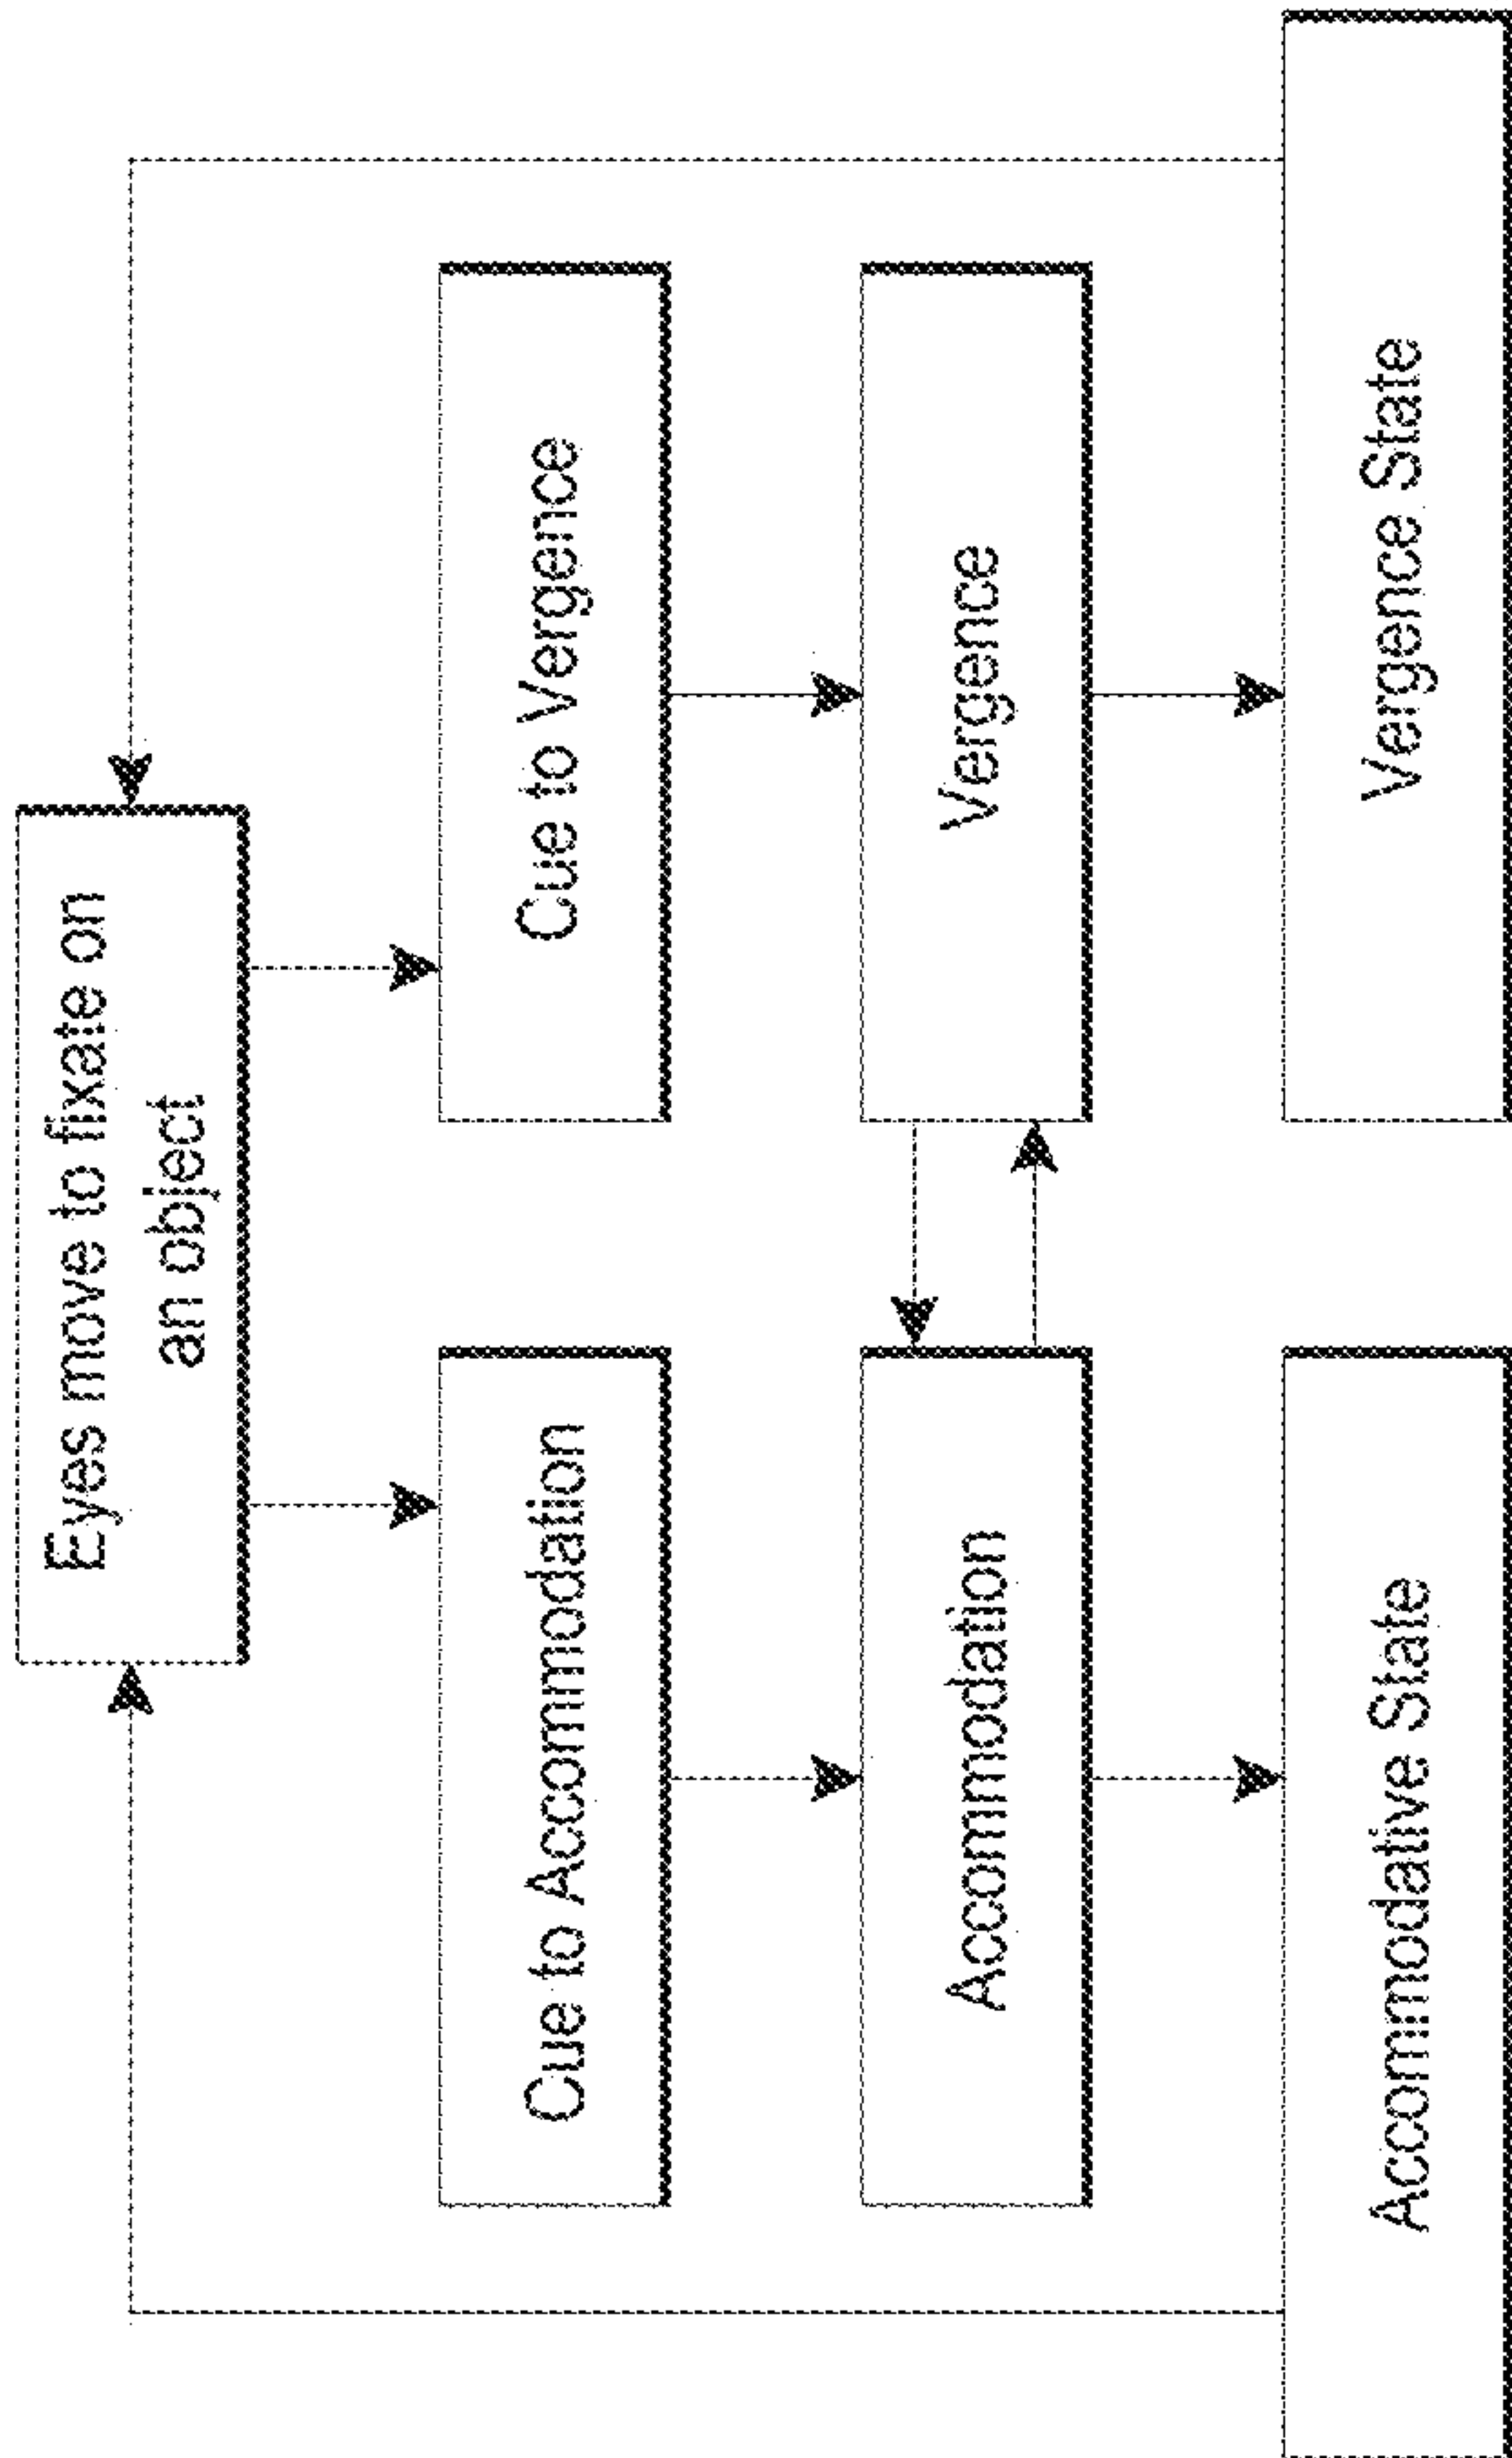 Eyes move to fixate on
an object
Cue to Accommodation
Cue to Vergence
Accommodation
Vergence
Accommodative State
Vergence State